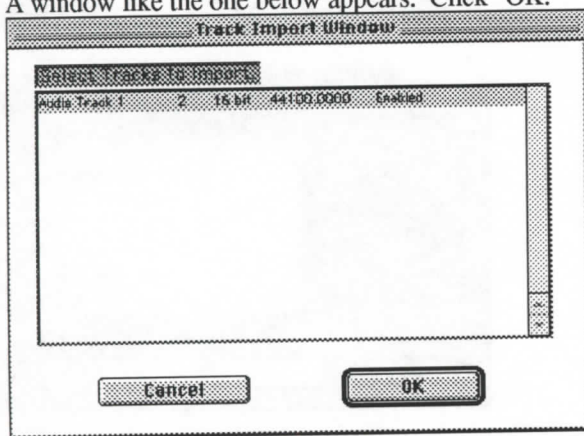 A window like the one below appears. Click "OK."
Track Import Window
Select Tracks to Import:
Audio Track 1 2 16 bit 44100.0000 Enabled
Cancel
OK